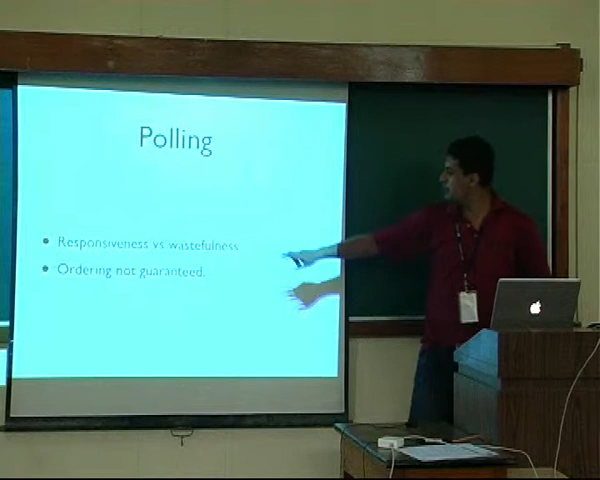 Polling
Responsiveness vs wastefulness
Ordering not guaranteed.